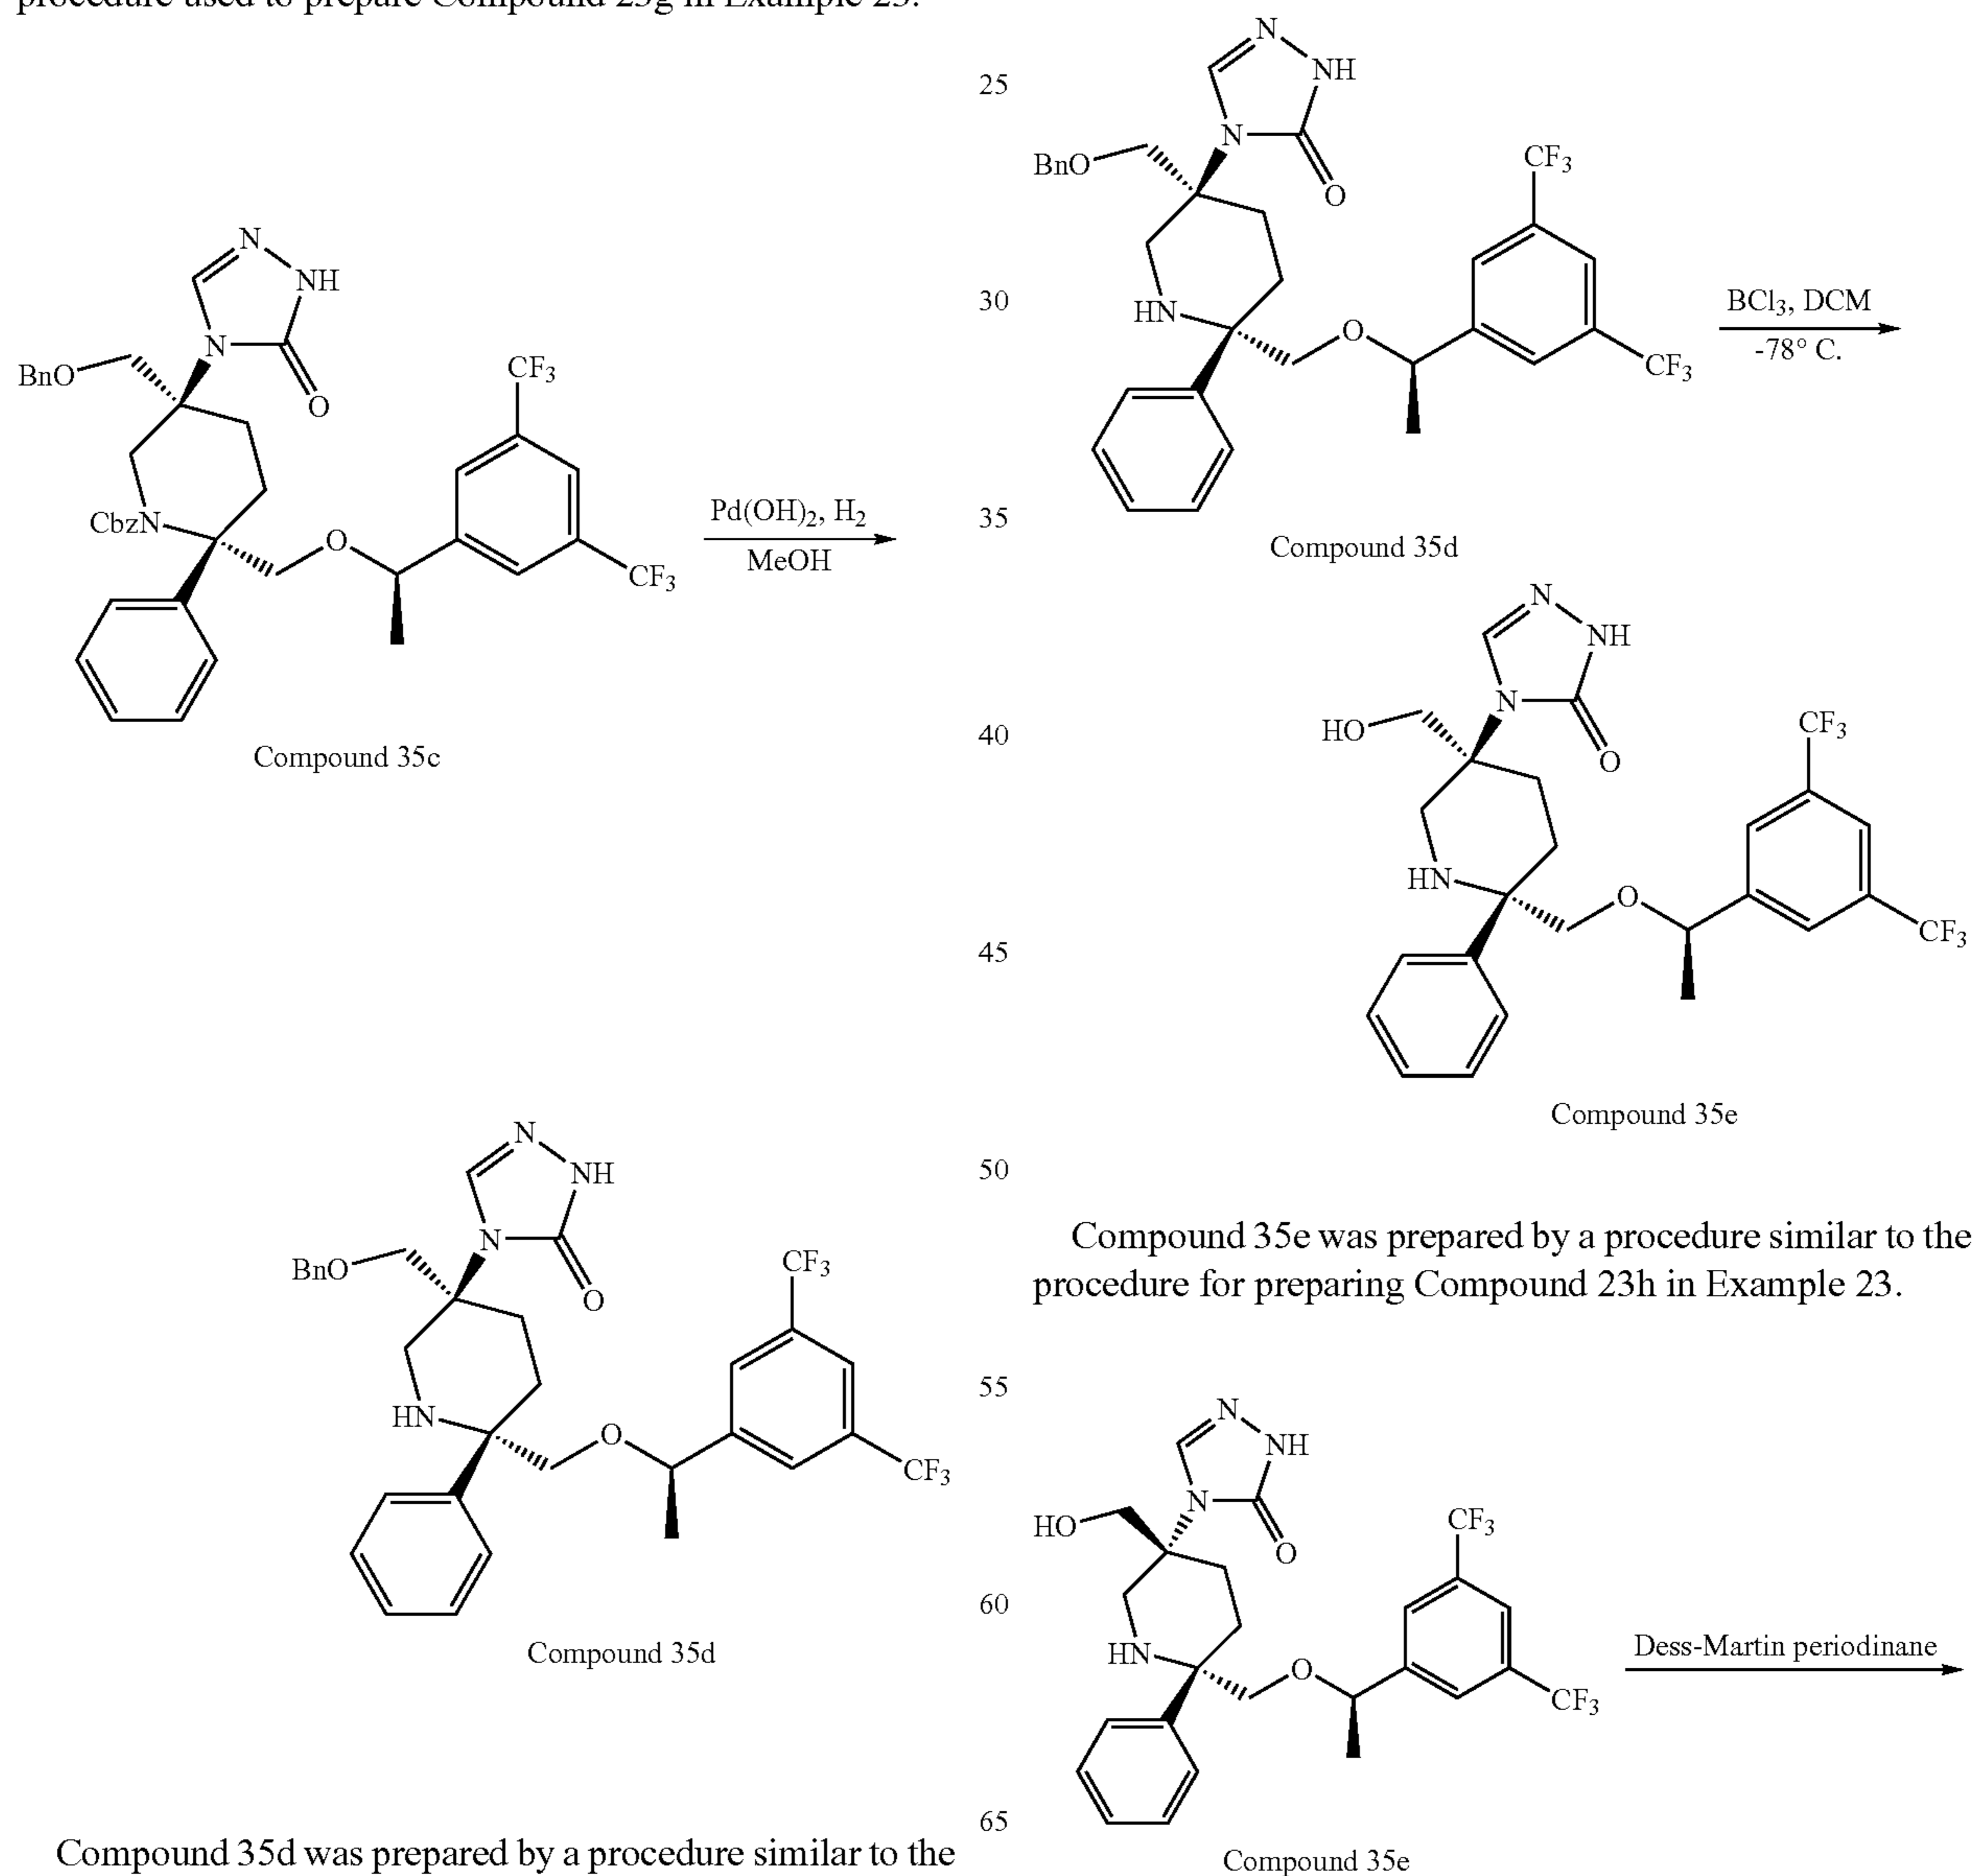 procedure used to prepare Compound 23g in Example 23.
N
NH
N
O
BnO
CbzN
O
CF3
CF3
Pd(OH)2, H2
MeOH
Compound 35c
N
NH
N
O
BnO
HN
O
CF3
CF3
Compound 35d
Compound 35d was prepared by a procedure similar to the
25
30
35
40
45
50
55
60
65
N
NH
N
O
BnO
HN
O
CF3
CF3
BCl3, DCM
-78° C.
Compound 35d
N
NH
N
O
HO
HN
O
CF3
CF3
Compound 35e
Compound 35e was prepared by a procedure similar to the
procedure for preparing Compound 23h in Example 23.
N
NH
N
O
HO
HN
O
CF3
CF3
Dess-Martin periodinane
Compound 35e